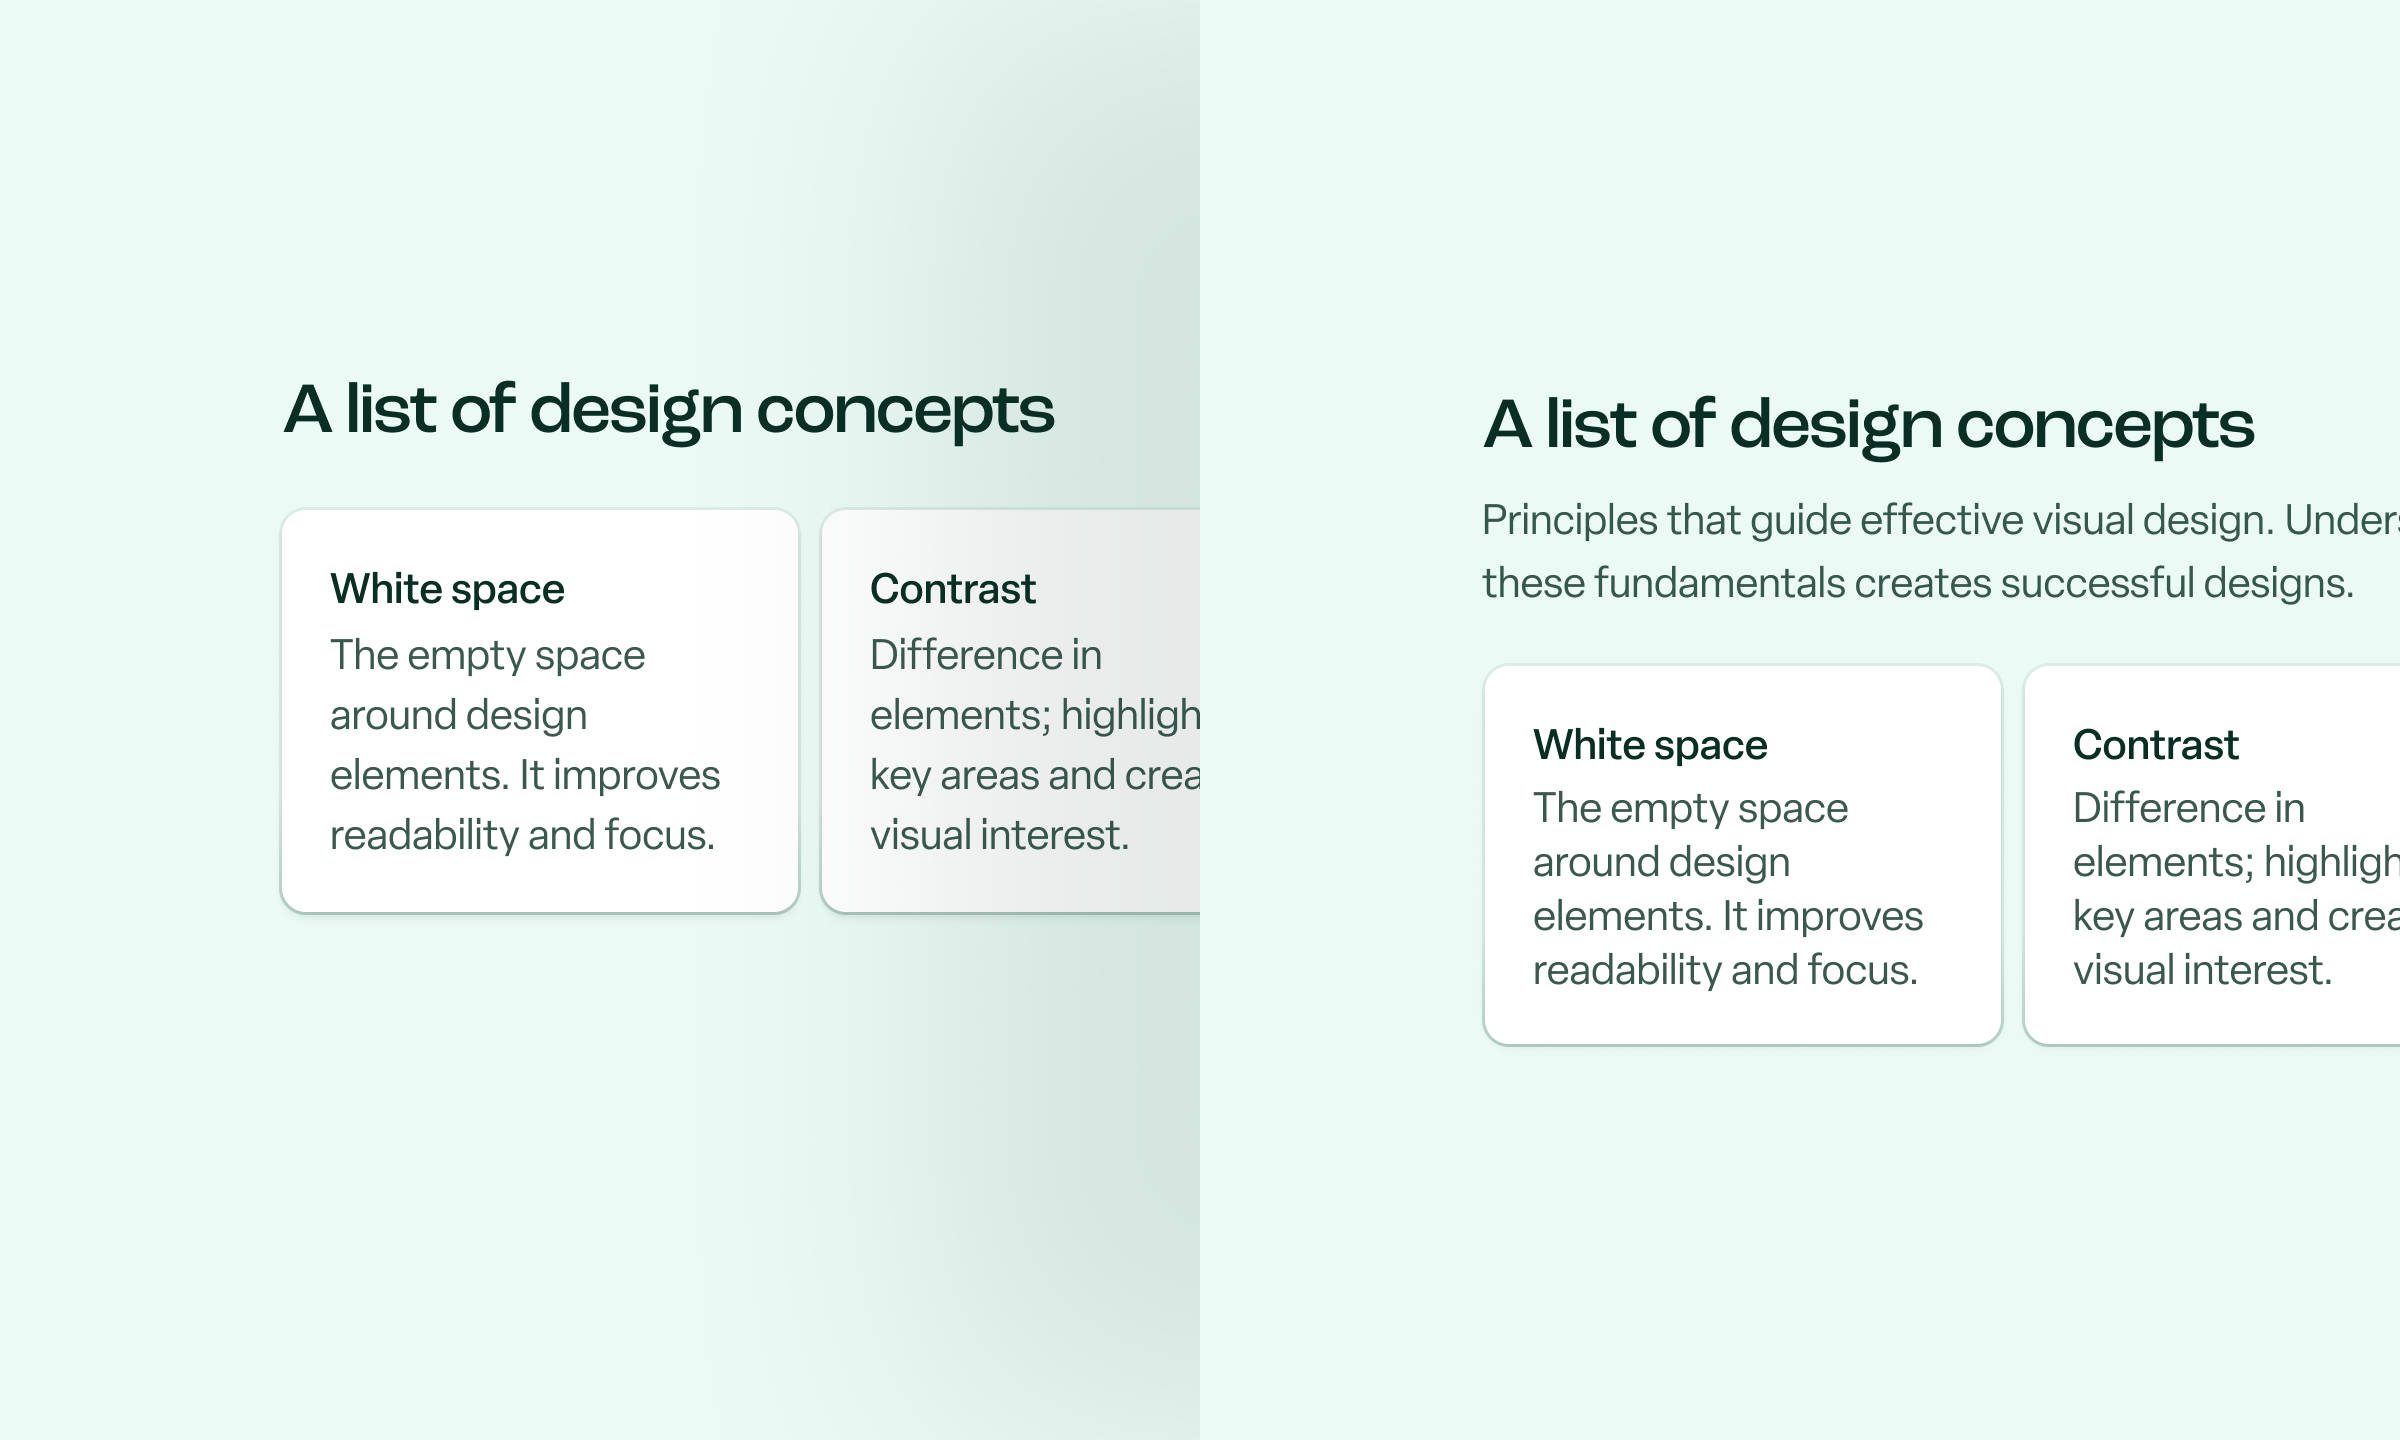 A list of design concepts
White space
The empty space
around design
elements. It improves
readability and focus.
Contrast
Difference in
elements; highligh
key areas and crea
visual interest.
A list of design concepts
Principles that guide effective visual design. Unders
these fundamentals creates successful designs.
White space
The empty space
around design
elements. It improves
readability and focus.
Contrast
Difference in
elements; highligh
key areas and crea
visual interest.